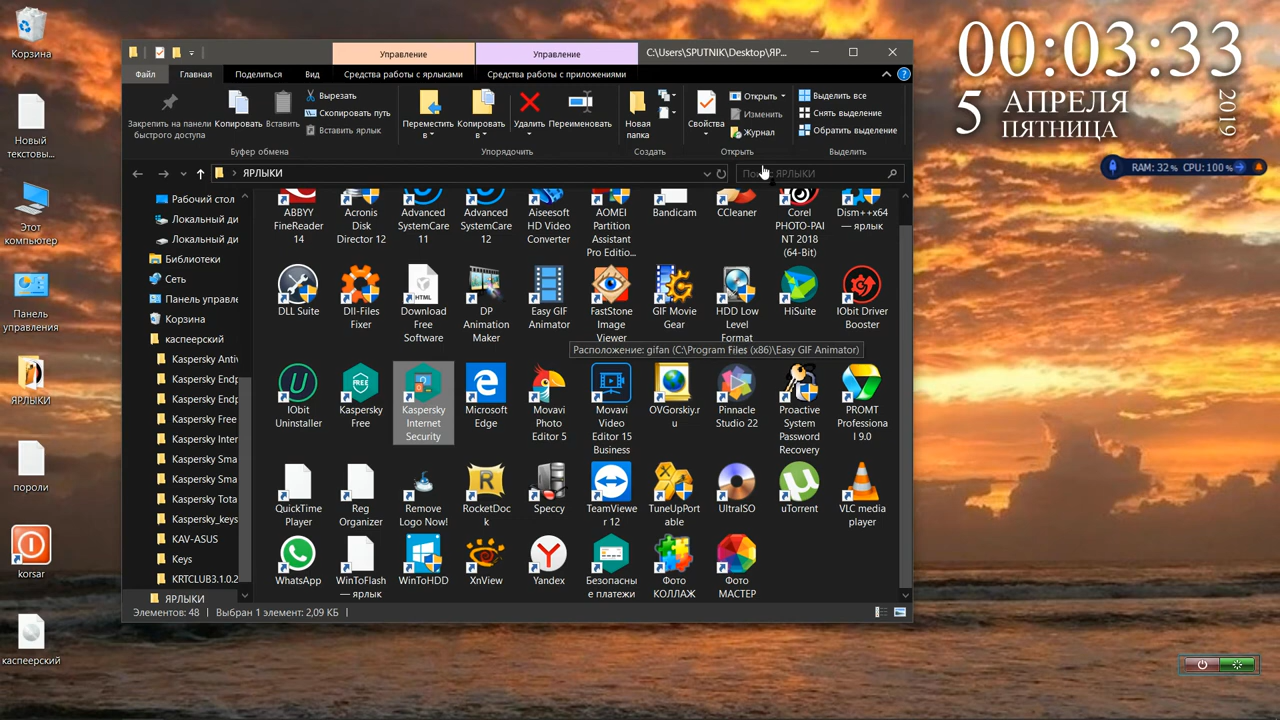 Корзина
Новый
текстовы...
Этот
компьютер
Панель
управления
ЯРЛЫКИ
пороли
korsar
каспеерский
Управление
Управление
C:\Users\SPUTNIK\Desktop\ЯР...
Файл
Главная
Поделиться
Вид
Средства работы с ярлыками
Средства работы с приложениями
Закрепить на панели
быстрого доступа
Копировать
Вставить
Вырезать
Скопировать путь
Вставить ярлык
Буфер обмена
Переместить
в
Копировать
в
Удалить
Переименовать
Упорядочить
Новая
папка
Создать
Свойства
Открыть
Изменить
Журнал
Открыть
Выделить все
Снять выделение
Обратить выделение
Выделить
ЯРЛЫКИ
ЯРЛЫКИ
Рабочий стол
Локальный ди
Локальный ди
Библиотеки
Сеть
Панель управле
Корзина
каспеерский
Kaspersky Anti
Kaspersky Endp
Kaspersky Endp
Kaspersky Free
Kaspersky Inter
Kaspersky Sma
Kaspersky Sma
Kaspersky Tota
Kaspersky_keys
KAV-ASUS
Keys
KRTCLUB3.1.0.2
ЯРЛЫКИ
ABBYY
FineReader
14
Acronis
Disk
Director 12
Advanced
SystemCare
11
Advanced
SystemCare
12
Aiseesoft
HD Video
Converter
AOMEI
Partition
Assistant
Pro Editio...
Bandicam
CCleaner
Corel
PHOTO-PAI
NT 2018
(64-Bit)
Dism++x64
— ярлык
DLL Suite
Dll-Files
Fixer
HTML
Download
Free
Software
DP
Animation
Maker
Easy GIF
Animator
FastStone
Image
Viewer
GIF Movie
Gear
HDD Low
Level
Format
HiSuite
IObit Driver
Booster
Расположение: gifan (C:\Program Files (x86)\Easy GIF Animator)
IObit
Uninstaller
FREE
Kaspersky
Free
Kaspersky
Internet
Security
Microsoft
Edge
Movavi
Photo
Editor 5
Movavi
Video
Editor 15
Business
OVGorskiy.r
u
Pinnacle
Studio 22
Proactive
System
Password
Recovery
PROMT
Professiona
l 9.0
QuickTime
Player
Reg
Organizer
Remove
Logo Now!
RocketDoc
k
Speccy
TeamViewe
r 12
TuneUpPort
able
UltraISO
uTorrent
VLC media
player
WhatsApp
WinToFlash
— ярлык
WinToHDD
XnView
Yandex
Безопасны
е платежи
Фото
КОЛЛАЖ
Фото
МАСТЕР
Элементов: 48
Выбран 1 элемент: 2,09 КБ
00:03:33
5
АПРЕЛЯ
ПЯТНИЦА
2019
RAM: 32 %
CPU: 100 %